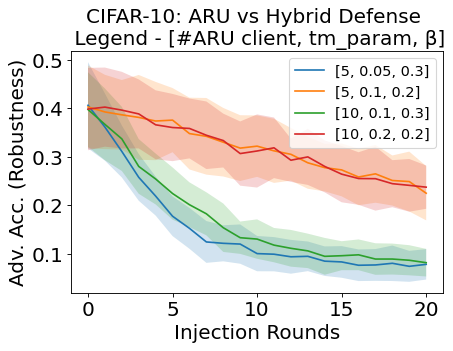 CIFAR-10: ARU vs Hybrid Defense
Legend - [#ARU client, tm_param, β]
[5, 0.05, 0.3]
[5, 0.1, 0.2]
[10, 0.1, 0.3]
[10, 0.2, 0.2]
Adv. Acc. (Robustness)
0.5
0.4
0.3
0.2
0.1
0 5 10 15 20
Injection Rounds